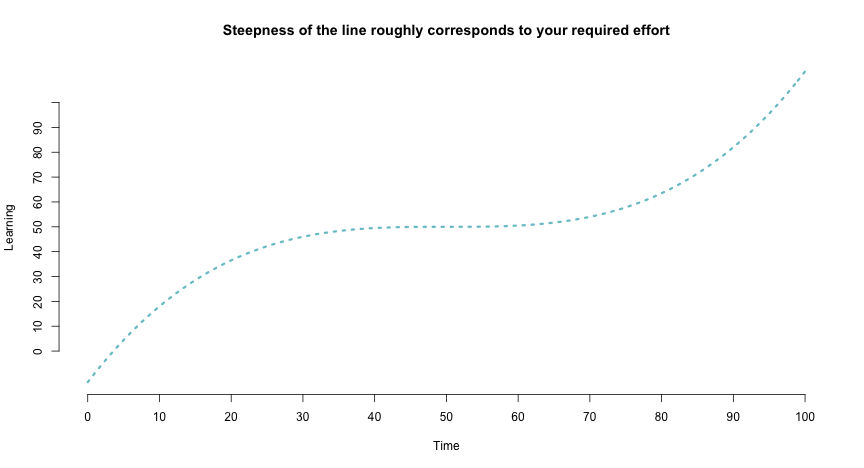 Steepness of the line roughly corresponds to your required effort
90
80
70
60
50
40
30
20
10
0
Learning
0 10 20 30 40 50 60 70 80 90 100
Time